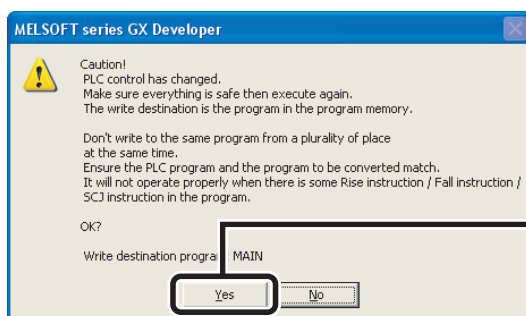 MELSOFT series GX Developer
Caution!
PLC control has changed.
Make sure everything is safe then execute again.
The write destination is the program in the program memory.
Don't write to the same program from a plurality of place
at the same time.
Ensure the PLC program and the program to be converted match.
It will not operate properly when there is some Rise instruction / Fall instruction /
SCJ instruction in the program.
OK?
Write destination progra MAIN
Yes
No